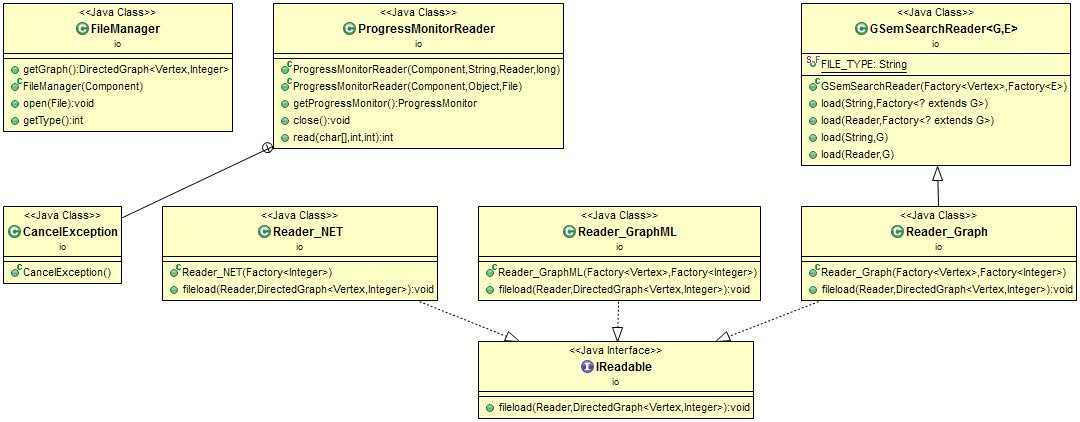 <<Java Class>>
FileManager
io
getGraph():DirectedGraph<Vertex,Integer>
FileManager(Component)
open(File):void
getType():int
<<Java Class>>
ProgressMonitorReader
io
ProgressMonitorReader(Component,String,Reader,long)
ProgressMonitorReader(Component,Object,File)
getProgressMonitor():ProgressMonitor
close():void
read(char[],int,int):int
<<Java Class>>
GSemSearchReader<G,E>
io
FILE_TYPE: String
GSemSearchReader(Factory<Vertex>,Factory<E>)
load(String,Factory<? extends G>)
load(Reader,Factory<? extends G>)
load(String,G)
load(Reader,G)
<<Java Class>>
CancelException
io
CancelException()
<<Java Class>>
Reader_NET
io
Reader_NET(Factory<Integer>)
fileload(Reader,DirectedGraph<Vertex,Integer>):void
<<Java Class>>
Reader_GraphML
io
Reader_GraphML(Factory<Vertex>,Factory<Integer>)
fileload(Reader,DirectedGraph<Vertex,Integer>):void
<<Java Class>>
Reader_Graph
io
Reader_Graph(Factory<Vertex>,Factory<Integer>)
fileload(Reader,DirectedGraph<Vertex,Integer>):void
<<Java Interface>>
IReadable
io
fileload(Reader,DirectedGraph<Vertex,Integer>):void